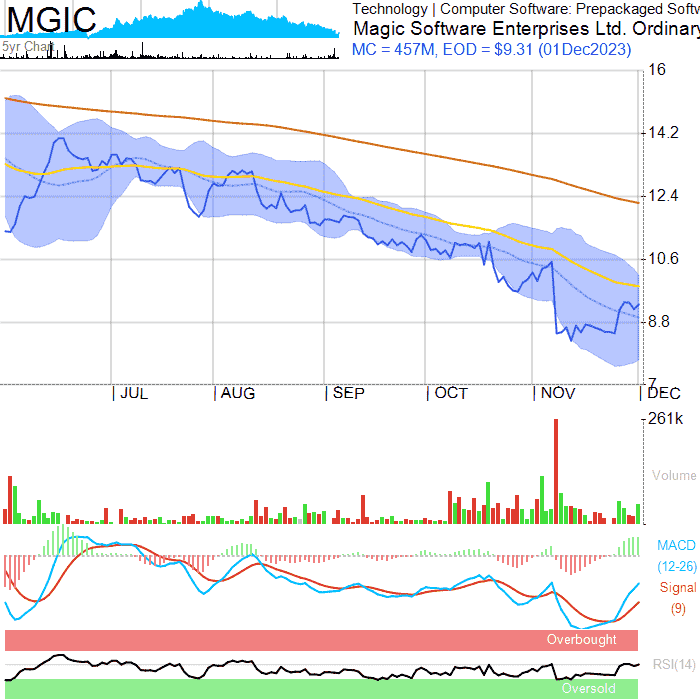 MGIC
5yr Chart
Technology | Computer Software: Prepackaged Softw
Magic Software Enterprises Ltd. Ordinary
MC = 457M, EOD = $9.31 (01Dec2023)
16
14.2
12.4
10.6
8.8
7
JUL AUG SEP OCT NOV DEC
261k
Volume
MACD
(12-26)
Signal
(9)
Overbought
RSI(14)
Oversold